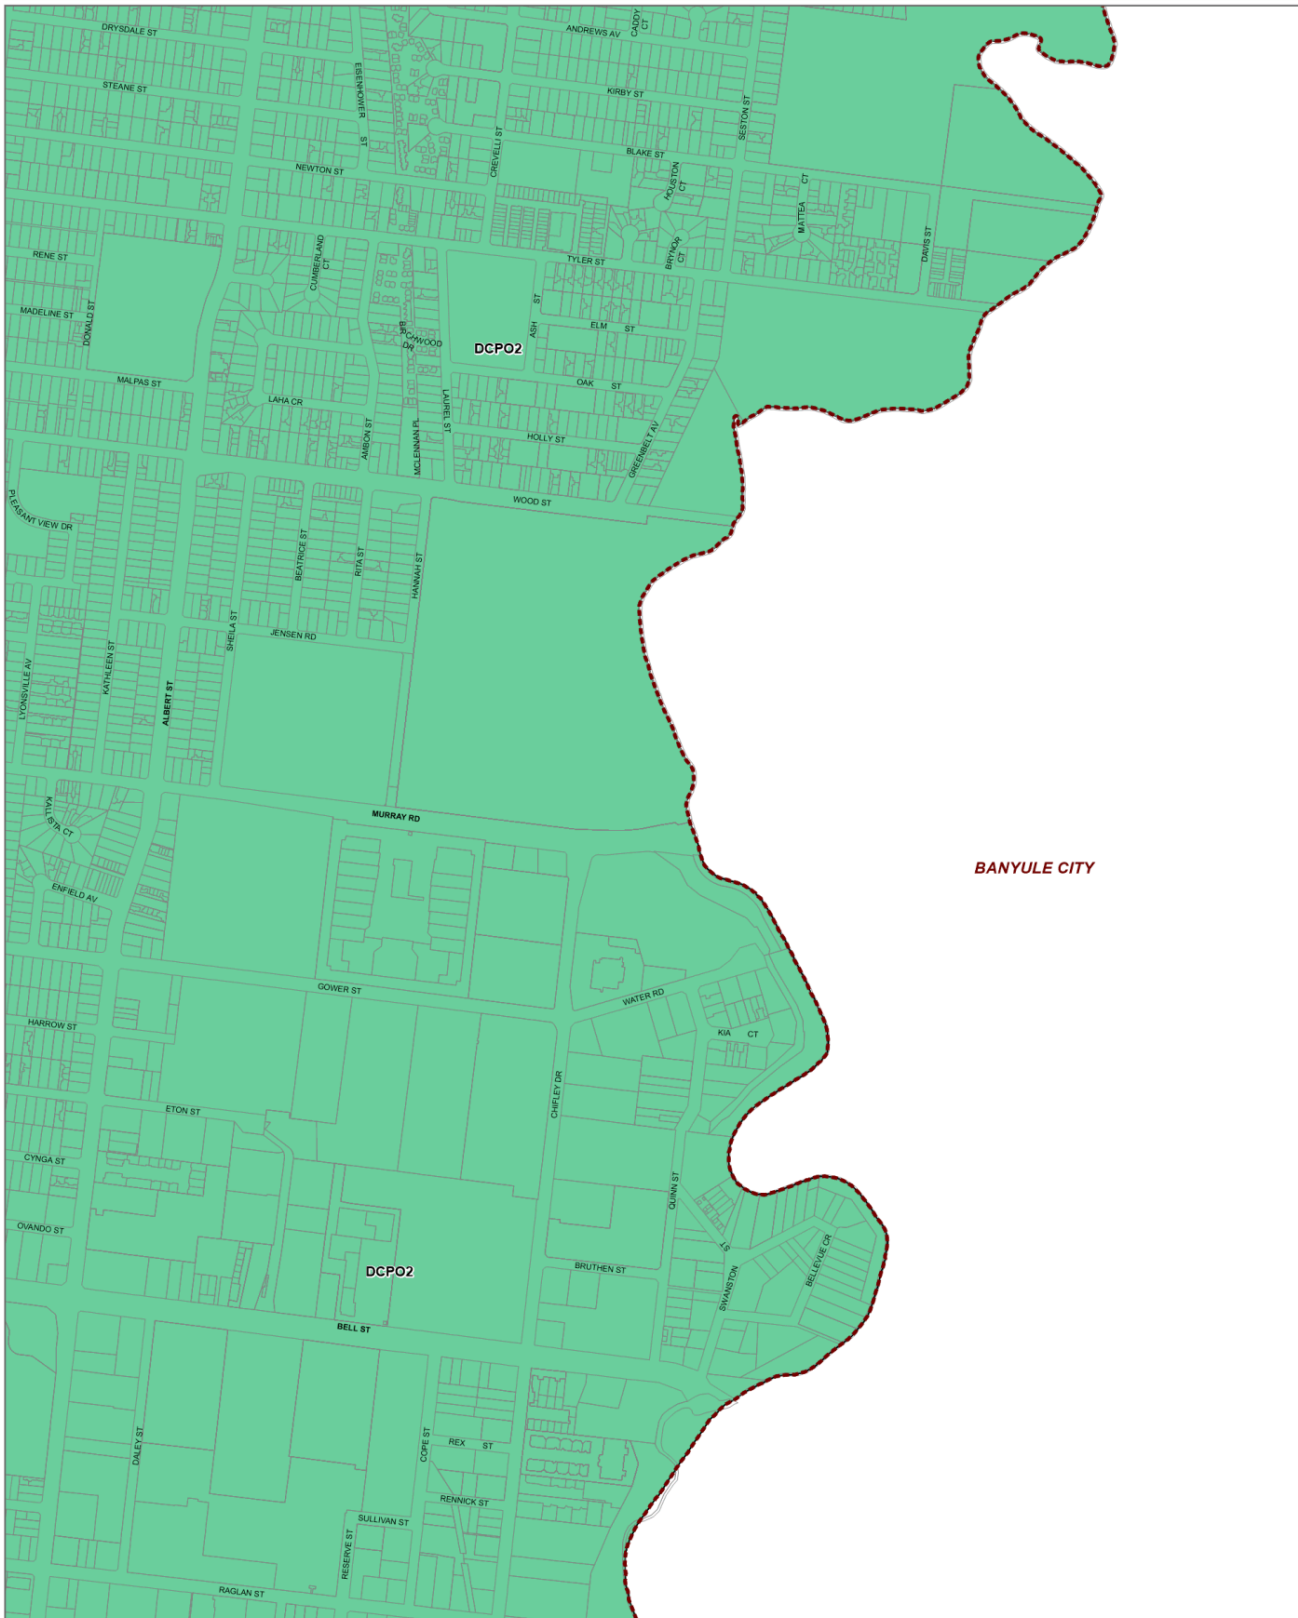 DRYSDALE ST
ANDREWS AV
CADDY
CT
STEANE ST
EISENHOWER
ST
KIRBY ST
SESTON ST
CREVELLI ST
BLAKE ST
NEWTON ST
HOUSTON
CT
MATTEA
CT
RENE ST
CUMBERLAND
CT
TYLER ST
BRYNOR
CT
DAVIS ST
MADELINE ST
DONALD ST
ASH
ST
ELM ST
BIRCHWOOD
DR
DCPO2
MALPAS ST
OAK ST
LAHA CR
LAUREL ST
AMBON ST
MCLENNAN PL
HOLLY ST
GREENBELT AV
WOOD ST
PLEASANT VIEW DR
BEATRICE ST
RITA ST
HANNAH ST
SHEILA ST
JENSEN RD
LYONSVILLE AV
KATHLEEN ST
ALBERT ST
MURRAY RD
KALLISTA CT
BANYULE CITY
ENFIELD AV
GOWER ST
WATER RD
HARROW ST
KIA CT
CHIFLEY DR
ETON ST
CYNGA ST
QUINN ST
OVANDO ST
DCPO2
BRUTHEN ST
SWANSTON
ST
BELLEVUE CR
BELL ST
DALEY ST
COPE ST
REX ST
RENNICK ST
SULLIVAN ST
RESERVE ST
RAGLAN ST